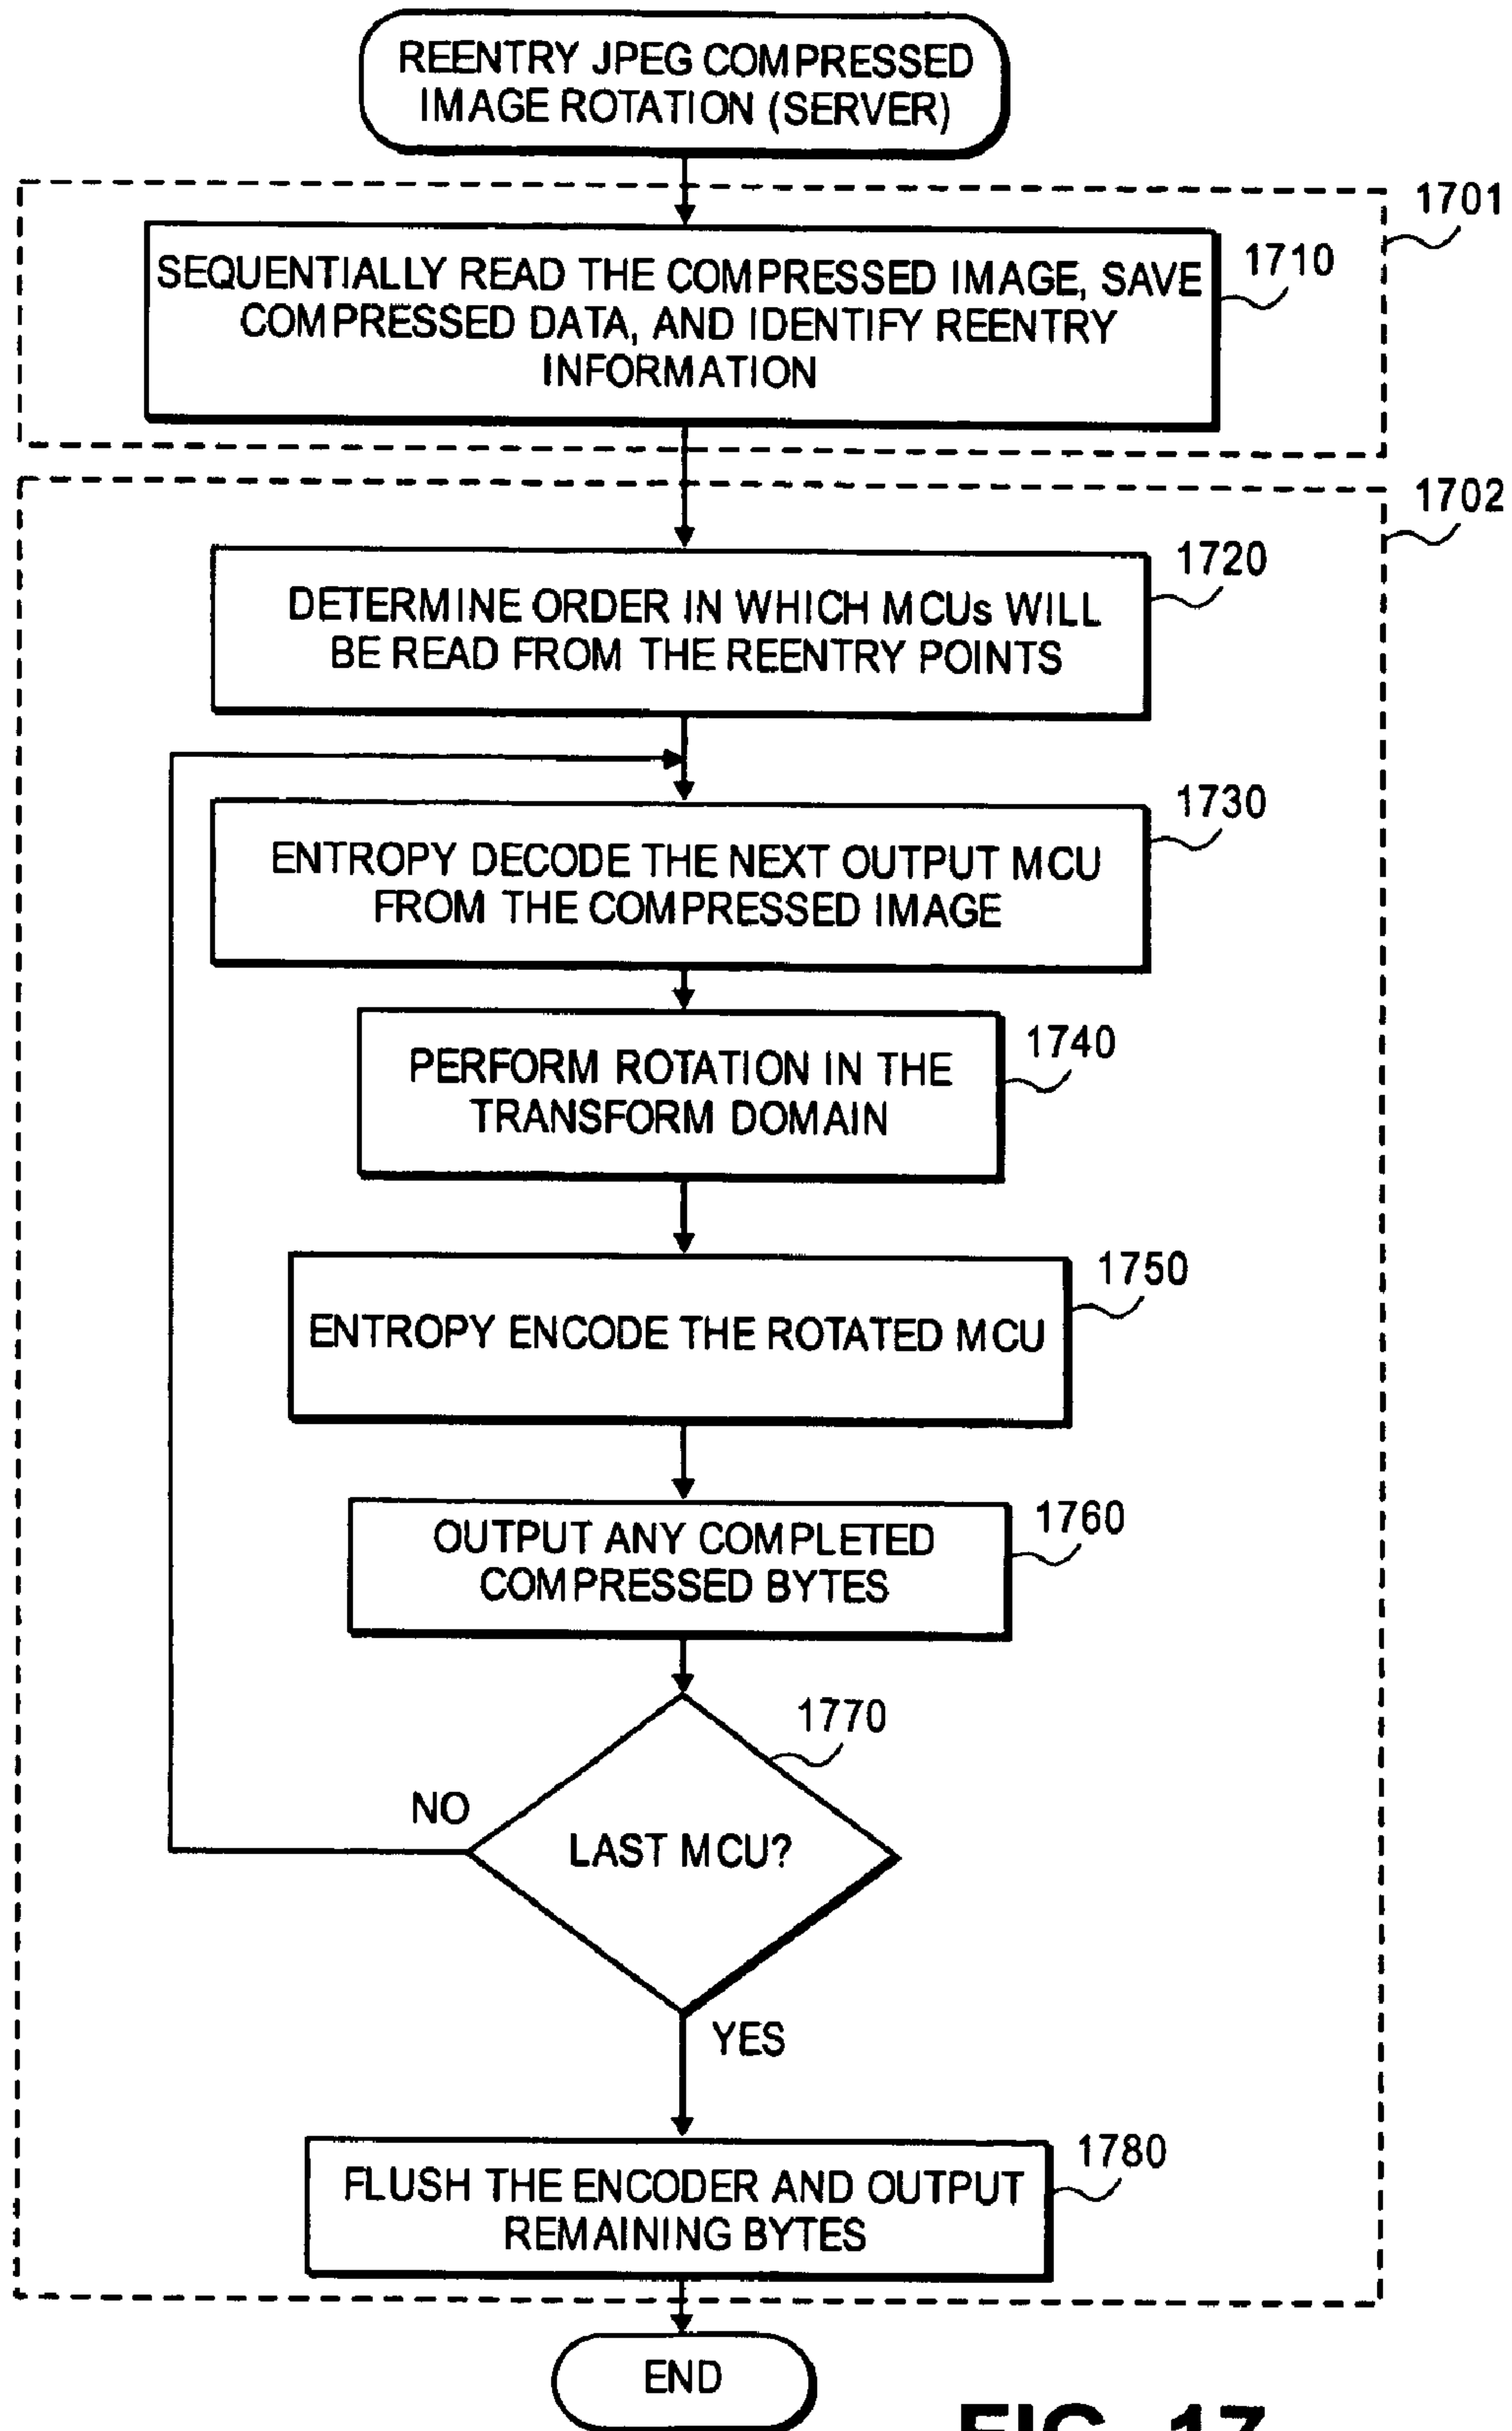 REENTRY JPEG COMPRESSED
IMAGE ROTATION (SERVER)
1701
1710
SEQUENTIALLY READ THE COMPRESSED IMAGE, SAVE
COMPRESSED DATA, AND IDENTIFY REENTRY
INFORMATION
1702
1720
DETERMINE ORDER IN WHICH MCUs WILL
BE READ FROM THE REENTRY POINTS
1730
ENTROPY DECODE THE NEXT OUTPUT MCU
FROM THE COMPRESSED IMAGE
1740
PERFORM ROTATION IN THE
TRANSFORM DOMAIN
1750
ENTROPY ENCODE THE ROTATED MCU
1760
OUTPUT ANY COMPLETED
COMPRESSED BYTES
1770
NO
LAST MCU?
YES
1780
FLUSH THE ENCODER AND OUTPUT
REMAINING BYTES
END
FIG. 17